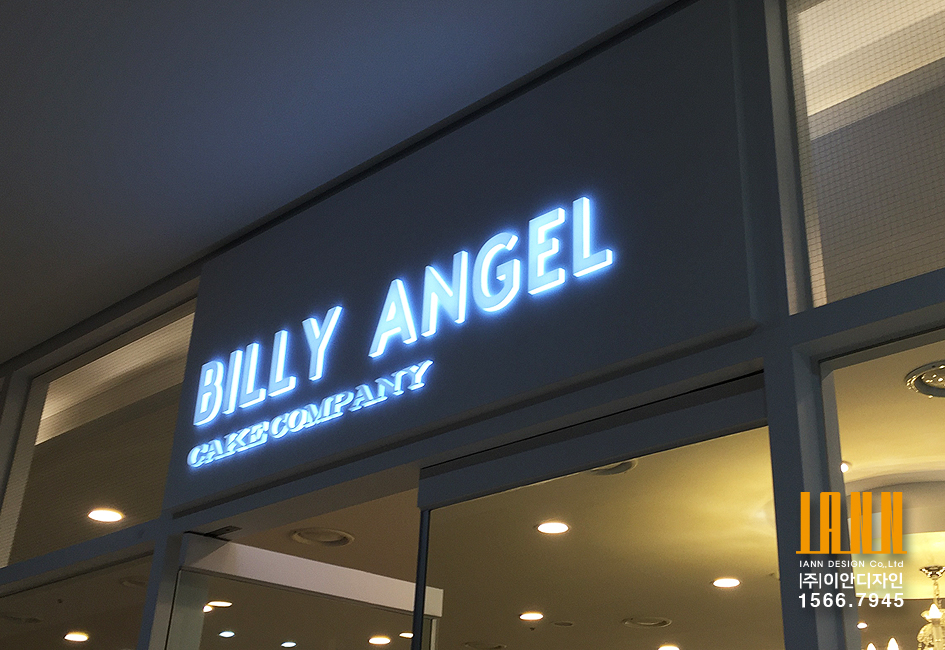 BILLY ANGEL
CAKE COMPANY
IANN
IANN DESIGN Co,.Ltd
(주)이안디자인
1566.7945